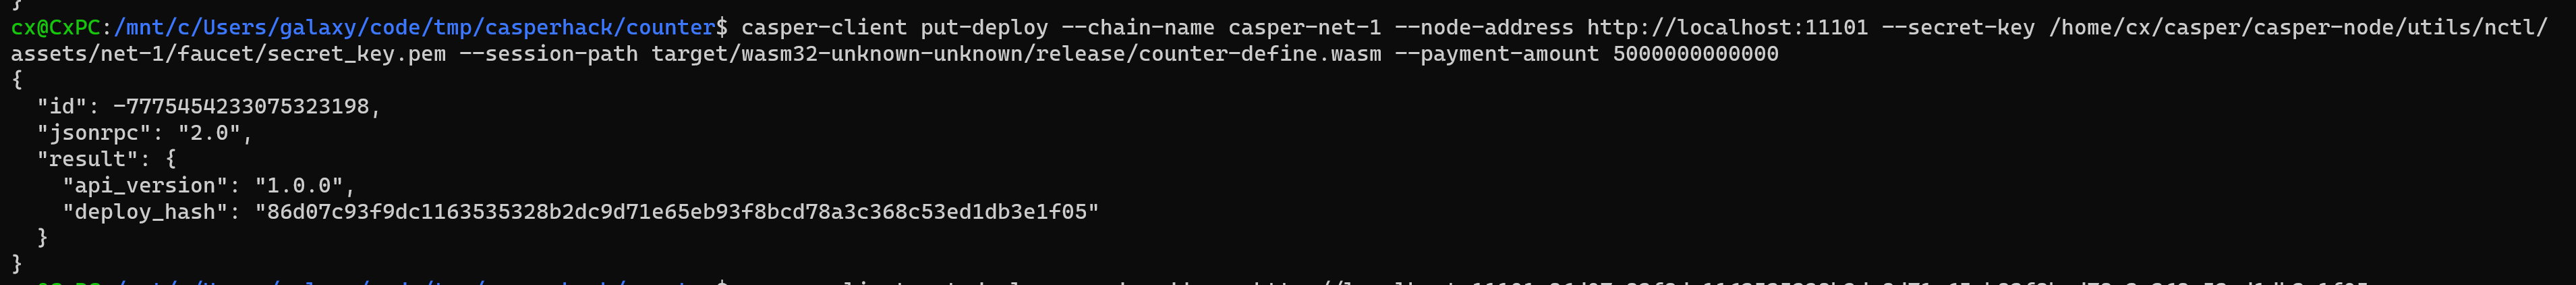 }
cx@CxPC:/mnt/c/Users/galaxy/code/tmp/casperhack/counter$ casper-client put-deploy --chain-name casper-net-1 --node-address http://localhost:11101 --secret-key /home/cx/casper/casper-node/utils/nctl/
assets/net-1/faucet/secret_key.pem --session-path target/wasm32-unknown-unknown/release/counter-define.wasm --payment-amount 5000000000000
{
  "id": -7775454233075323198,
  "jsonrpc": "2.0",
  "result": {
    "api_version": "1.0.0",
    "deploy_hash": "86d07c93f9dc1163535328b2dc9d71e65eb93f8bcd78a3c368c53ed1db3e1f05"
  }
}